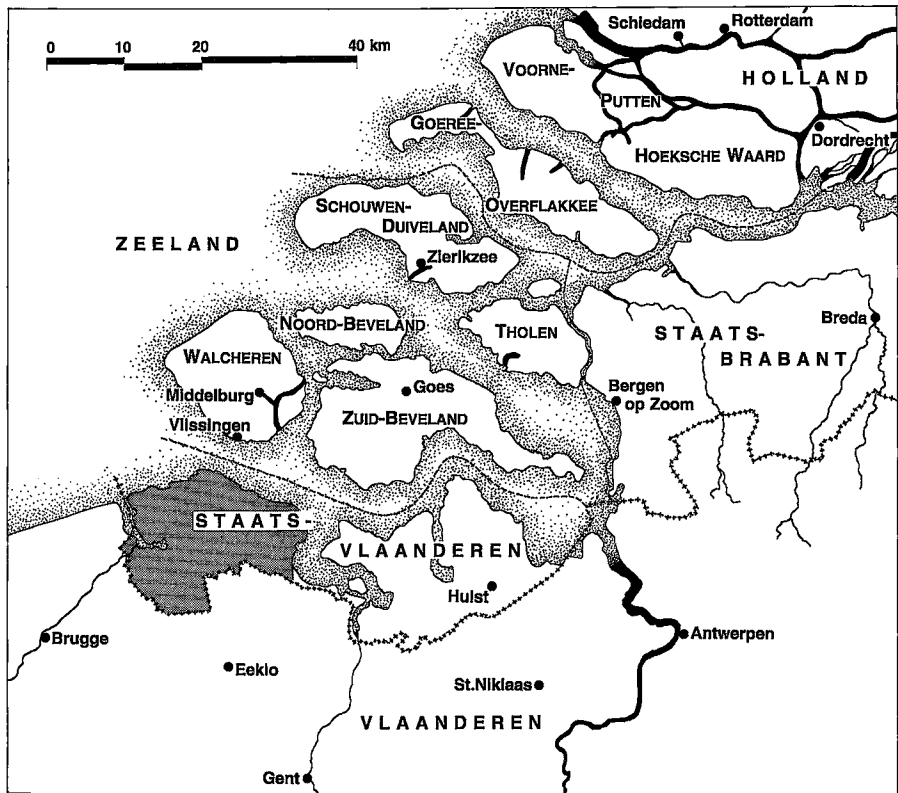 0 10 20 40 km
Schiedam
Rotterdam
VOORNE-
HOLLAND
PUTTEN
GOEREE-
Dordrecht
HOEKSCHE WAARD
SCHOUWEN-
DUIVELAND
OVERFLAKKEE
ZEELAND
Zierikzee
NOORD-BEVELAND
THOLEN
STAATS-
BRABANT
Breda
WALCHEREN
Middelburg
Goes
Bergen
op Zoom
ZUID-BEVELAND
Vlissingen
STAATS-
VLAANDEREN
Hulst
Brugge
Antwerpen
Eeklo
St.Niklaas
VLAANDEREN
Gent